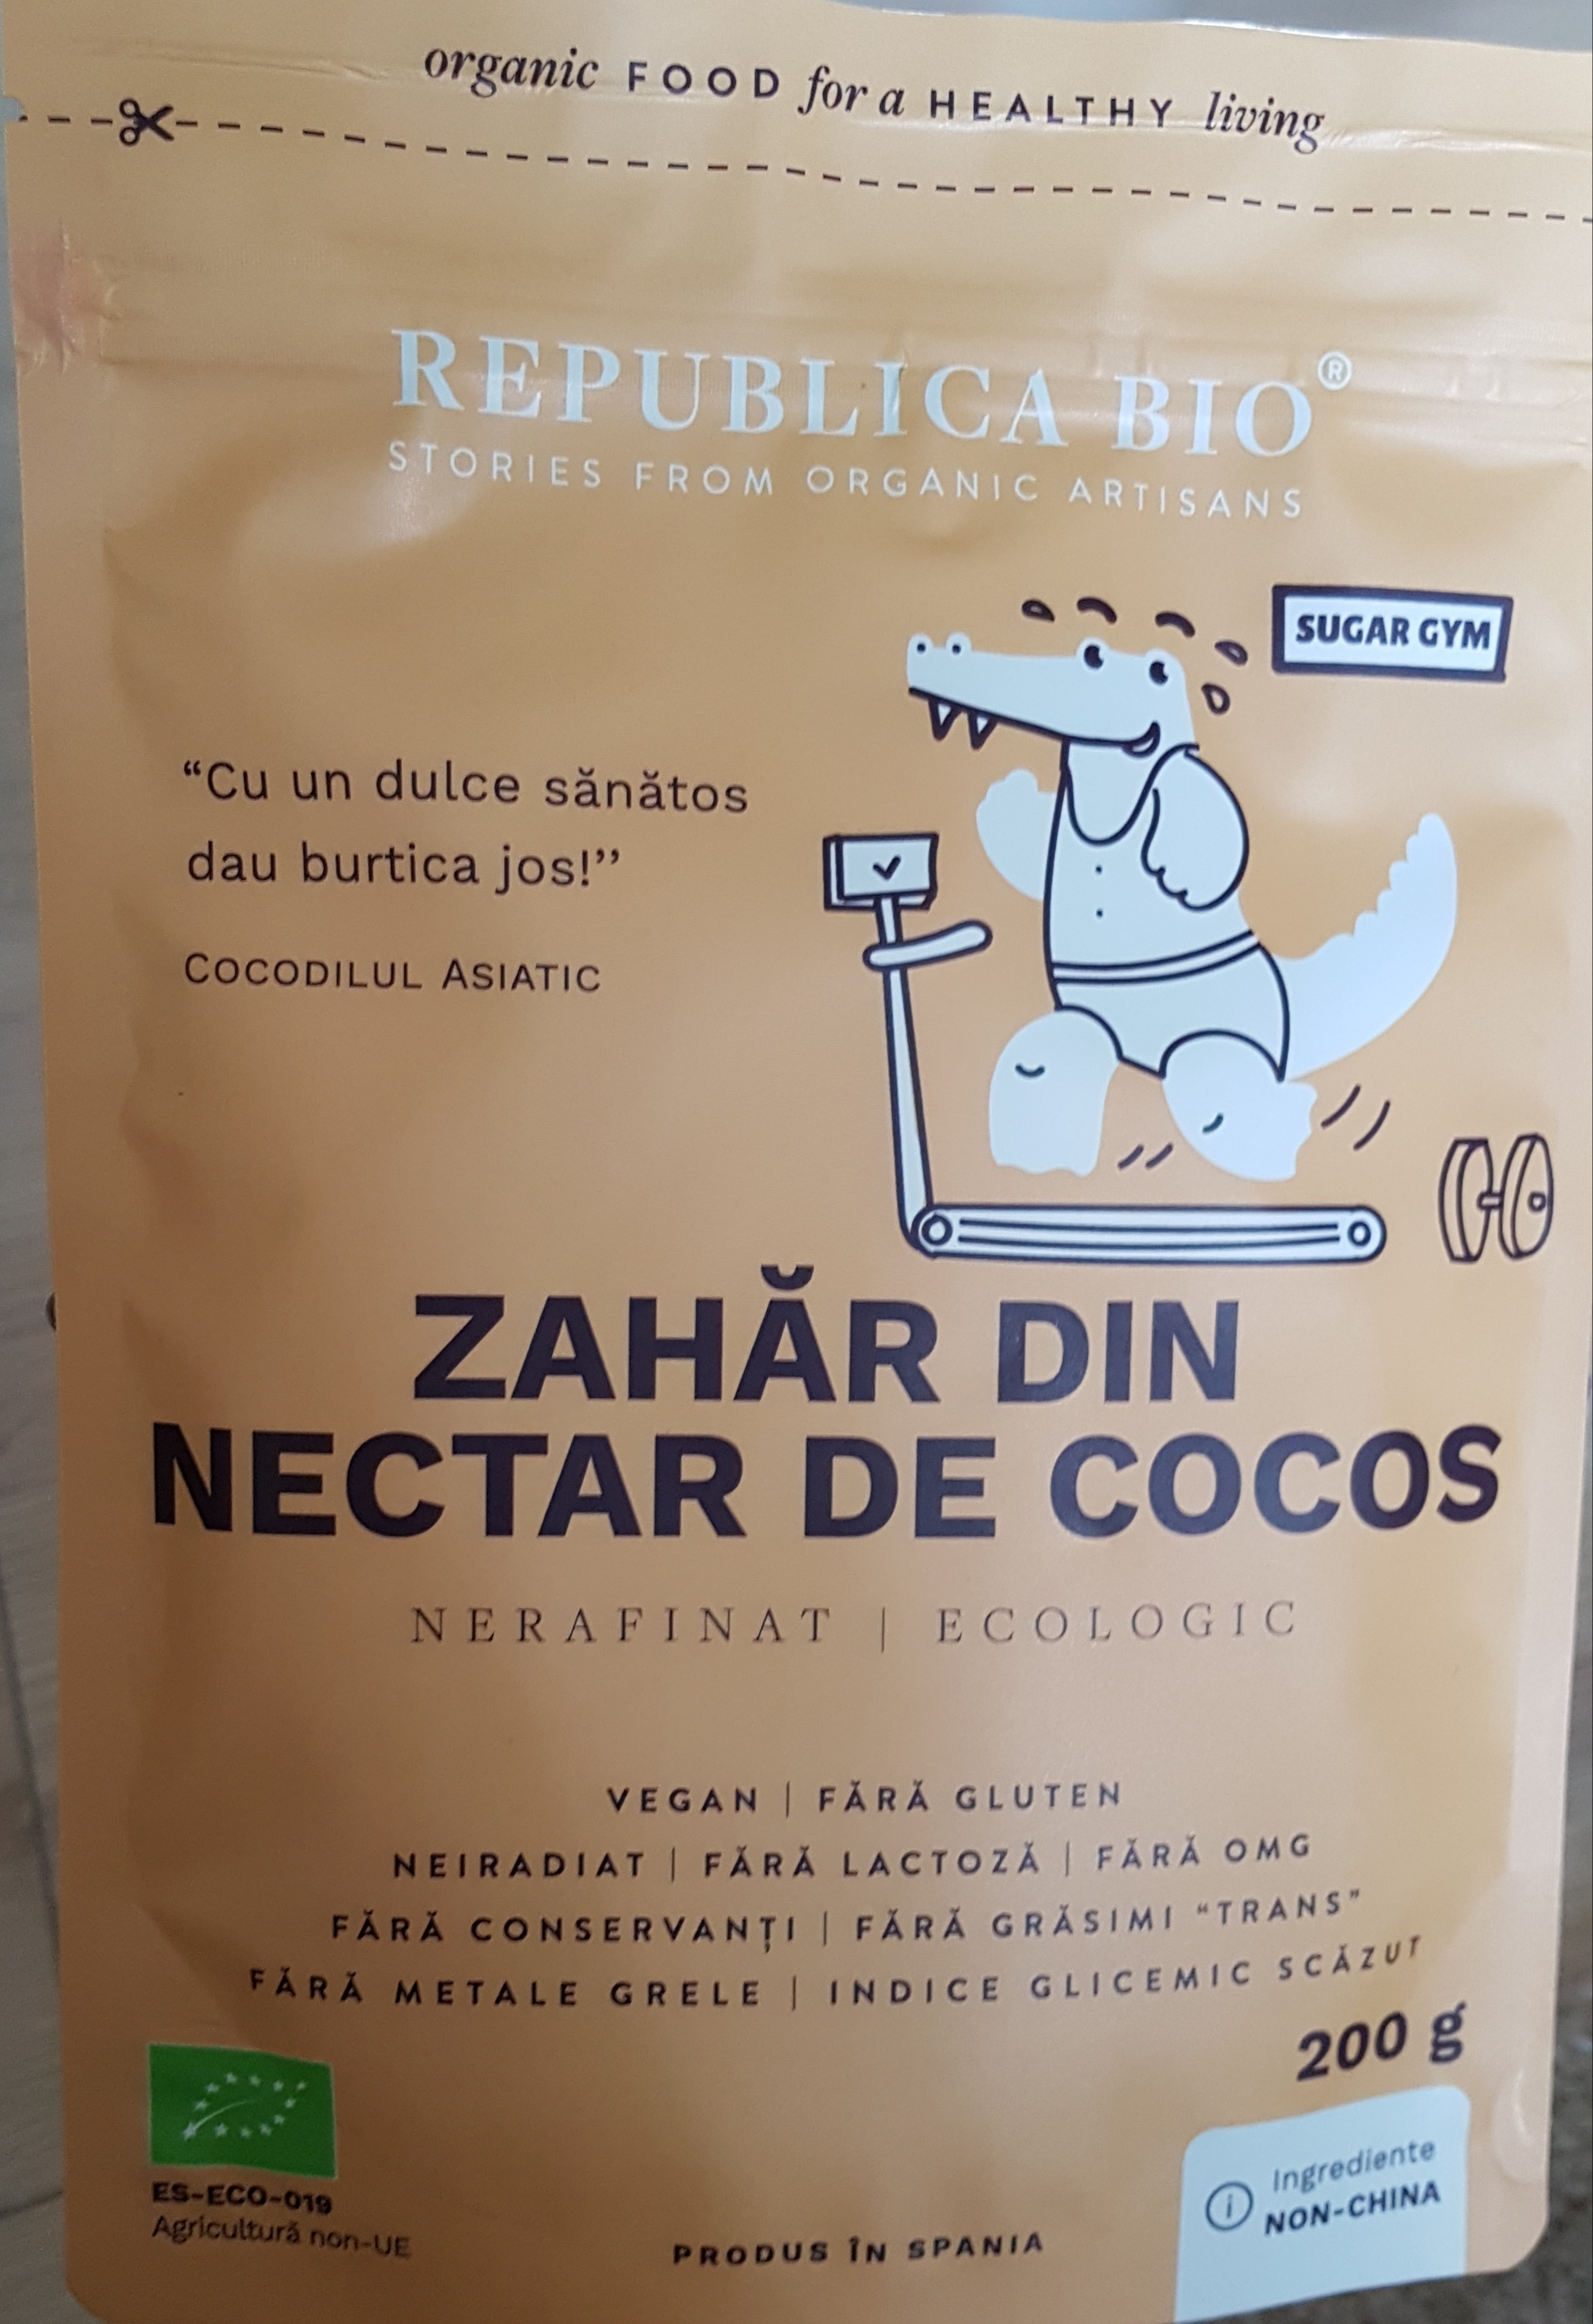 organic FOOD for a HEALTHY living
REPUBLICA BIO®
STORIES FROM ORGANIC ARTISANS
SUGAR GYM
“Cu un dulce sănătos
dau burtica jos!”
COCODILUL ASIATIC
ZAHĂR DIN
NECTAR DE COCOS
NERAFINAT | ECOLOGIC
VEGAN | FĂRĂ GLUTEN
NEIRADIAT | FĂRĂ LACTOZĂ | FĂRĂ OMG
FĂRĂ CONSERVANȚI | FĂRĂ GRĂSIMI “TRANS”
FĂRĂ METALE GRELE | INDICE GLICEMIC SCĂZUT
200 g
ES-ECO-019
Agricultură non-UE
PRODUS ÎN SPANIA
Ingrediente
NON-CHINA